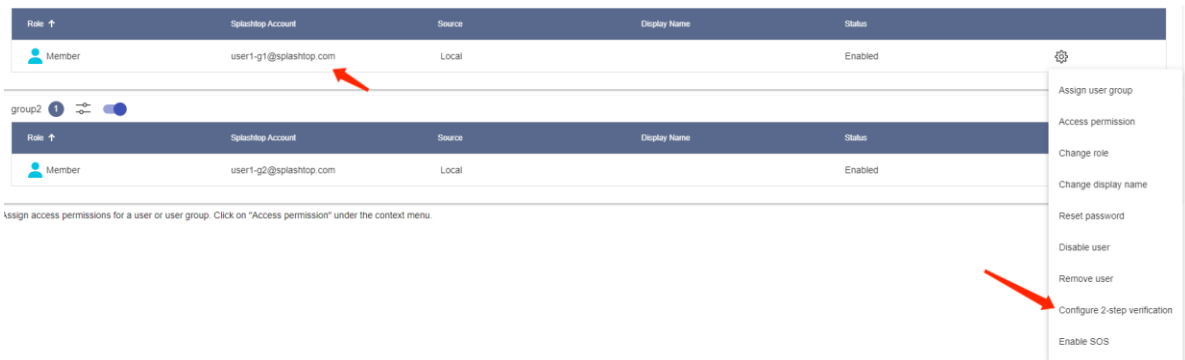 Role ↑ Splashtop Account Source Display Name Status
Member user1-g1@splashtop.com Local Enabled
Assign user group
group2 1
Access permission
Role ↑ Splashtop Account Source Display Name Status
Change role
Member user1-g2@splashtop.com Local Enabled
Change display name
Assign access permissions for a user or user group. Click on "Access permission" under the context menu.
Reset password
Disable user
Remove user
Configure 2-step verification
Enable SOS